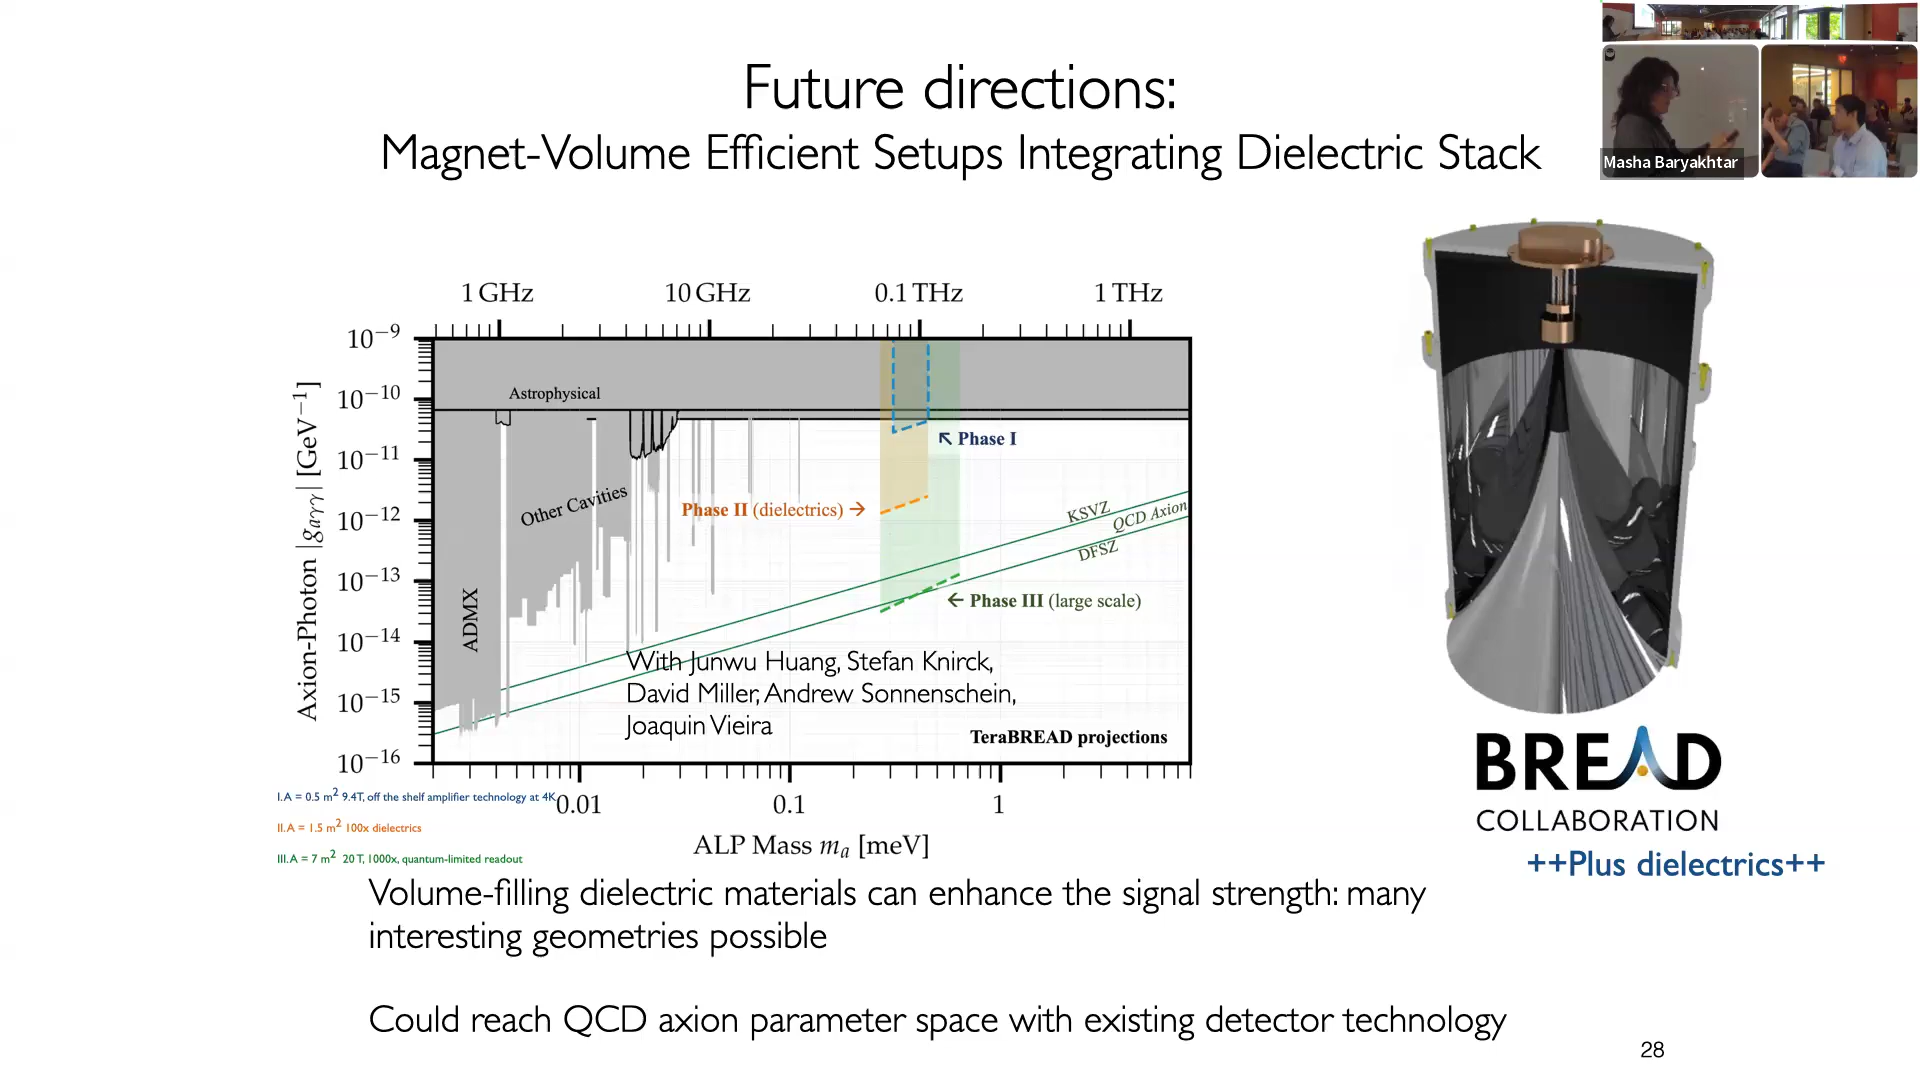 Future directions:
Magnet-Volume Efficient Setups Integrating Dielectric Stack
Masha Baryakhtar
1 GHz 10 GHz 0.1 THz 1 THz
10−9
10−10
10−11
10−12
10−13
10−14
10−15
10−16
Axion-Photon |gaγγ| [GeV−1]
Astrophysical
Other Cavities
ADMX
↖ Phase I
Phase II (dielectrics) →
KSVZ
QCD Axion
DFSZ
← Phase III (large scale)
With Junwu Huang, Stefan Knirck,
David Miller, Andrew Sonnenschein,
Joaquin Vieira
TeraBREAD projections
0.01 0.1 1
ALP Mass ma [meV]
I. A = 0.5 m2 9.4T, off the shelf amplifier technology at 4K
II. A = 1.5 m2 100x dielectrics
III. A = 7 m2 20 T, 1000x, quantum-limited readout
BREAD
COLLABORATION
++Plus dielectrics++
Volume-filling dielectric materials can enhance the signal strength: many
interesting geometries possible
Could reach QCD axion parameter space with existing detector technology
28